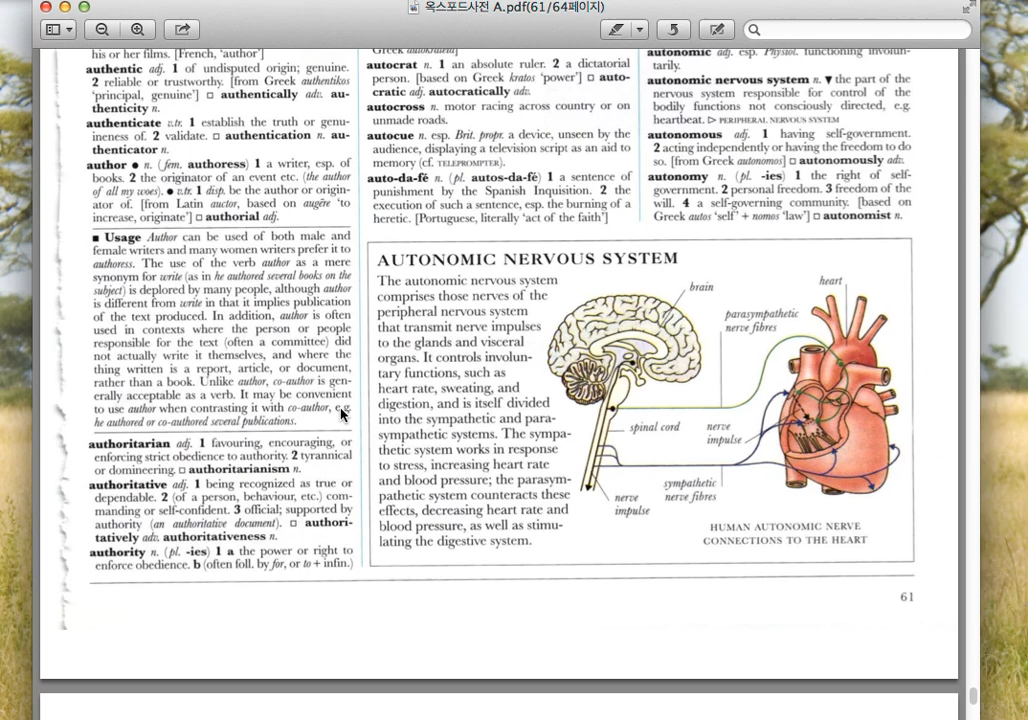 옥스포드사전 A.pdf(61/64페이지)
his or her films. [French, 'author']
authentic adj. 1 of undisputed origin; genuine.
2 reliable or trustworthy. [from Greek authentikos
'principal, genuine'] □ authentically adv. au-
thenticity n.
authenticate v.tr. 1 establish the truth or genu-
ineness of. 2 validate. □ authentication n. au-
thenticator n.
author ● n. (fem. authoress) 1 a writer, esp. of
books. 2 the originator of an event etc. (the author
of all my woes). ● v.tr. 1 disp. be the author or origin-
ator of. [from Latin auctor, based on augēre 'to
increase, originate'] □ authorial adj.
■ Usage Author can be used of both male and
female writers and many women writers prefer it to
authoress. The use of the verb author as a mere
synonym for write (as in he authored several books on the
subject) is deplored by many people, although author
is different from write in that it implies publication
of the text produced. In addition, author is often
used in contexts where the person or people
responsible for the text (often a committee) did
not actually write it themselves, and where the
thing written is a report, article, or document,
rather than a book. Unlike author, co-author is gen-
erally acceptable as a verb. It may be convenient
to use author when contrasting it with co-author, e.g.
he authored or co-authored several publications.
authoritarian adj. 1 favouring, encouraging, or
enforcing strict obedience to authority. 2 tyrannical
or domineering. □ authoritarianism n.
authoritative adj. 1 being recognized as true or
dependable. 2 (of a person, behaviour, etc.) com-
manding or self-confident. 3 official; supported by
authority (an authoritative document). □ authori-
tatively adv. authoritativeness n.
authority n. (pl. -ies) 1 a the power or right to
enforce obedience. b (often foll. by for, or to + infin.)
Greek autokrateia]
autocrat n. 1 an absolute ruler. 2 a dictatorial
person. [based on Greek kratos 'power'] □ auto-
cratic adj. autocratically adv.
autocross n. motor racing across country or on
unmade roads.
autocue n. esp. Brit. propr. a device, unseen by the
audience, displaying a television script as an aid to
memory (cf. TELEPROMPTER).
auto-da-fé n. (pl. autos-da-fé) 1 a sentence of
punishment by the Spanish Inquisition. 2 the
execution of such a sentence, esp. the burning of a
heretic. [Portuguese, literally 'act of the faith']
autonomic adj. esp. Physiol. functioning involun-
tarily.
autonomic nervous system n. ▼ the part of the
nervous system responsible for control of the
bodily functions not consciously directed, e.g.
heartbeat. ▷ PERIPHERAL NERVOUS SYSTEM
autonomous adj. 1 having self-government.
2 acting independently or having the freedom to do
so. [from Greek autonomos] □ autonomously adv.
autonomy n. (pl. -ies) 1 the right of self-
government. 2 personal freedom. 3 freedom of the
will. 4 a self-governing community. [based on
Greek autos 'self' + nomos 'law'] □ autonomist n.
AUTONOMIC NERVOUS SYSTEM
The autonomic nervous system
comprises those nerves of the
peripheral nervous system
that transmit nerve impulses
to the glands and visceral
organs. It controls involun-
tary functions, such as
heart rate, sweating, and
digestion, and is itself divided
into the sympathetic and para-
sympathetic systems. The sympa-
thetic system works in response
to stress, increasing heart rate
and blood pressure; the parasym-
pathetic system counteracts these
effects, decreasing heart rate and
blood pressure, as well as stimu-
lating the digestive system.
brain
heart
parasympathetic
nerve fibres
spinal cord
nerve
impulse
sympathetic
nerve fibres
nerve
impulse
HUMAN AUTONOMIC NERVE
CONNECTIONS TO THE HEART
61